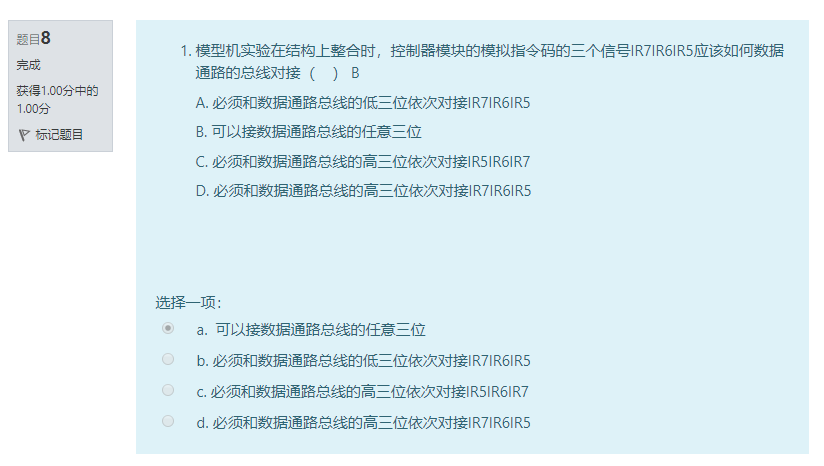 题目8
完成
获得1.00分中的
1.00分
标记题目
1. 模型机实验在结构上整合时，控制器模块的模拟指令码的三个信号IR7IR6IR5应该如何数据
通路的总线对接（ ） B
A. 必须和数据通路总线的低三位依次对接IR7IR6IR5
B. 可以接数据通路总线的任意三位
C. 必须和数据通路总线的高三位依次对接IR5IR6IR7
D. 必须和数据通路总线的高三位依次对接IR7IR6IR5
选择一项：
a. 可以接数据通路总线的任意三位
b. 必须和数据通路总线的低三位依次对接IR7IR6IR5
c. 必须和数据通路总线的高三位依次对接IR5IR6IR7
d. 必须和数据通路总线的高三位依次对接IR7IR6IR5